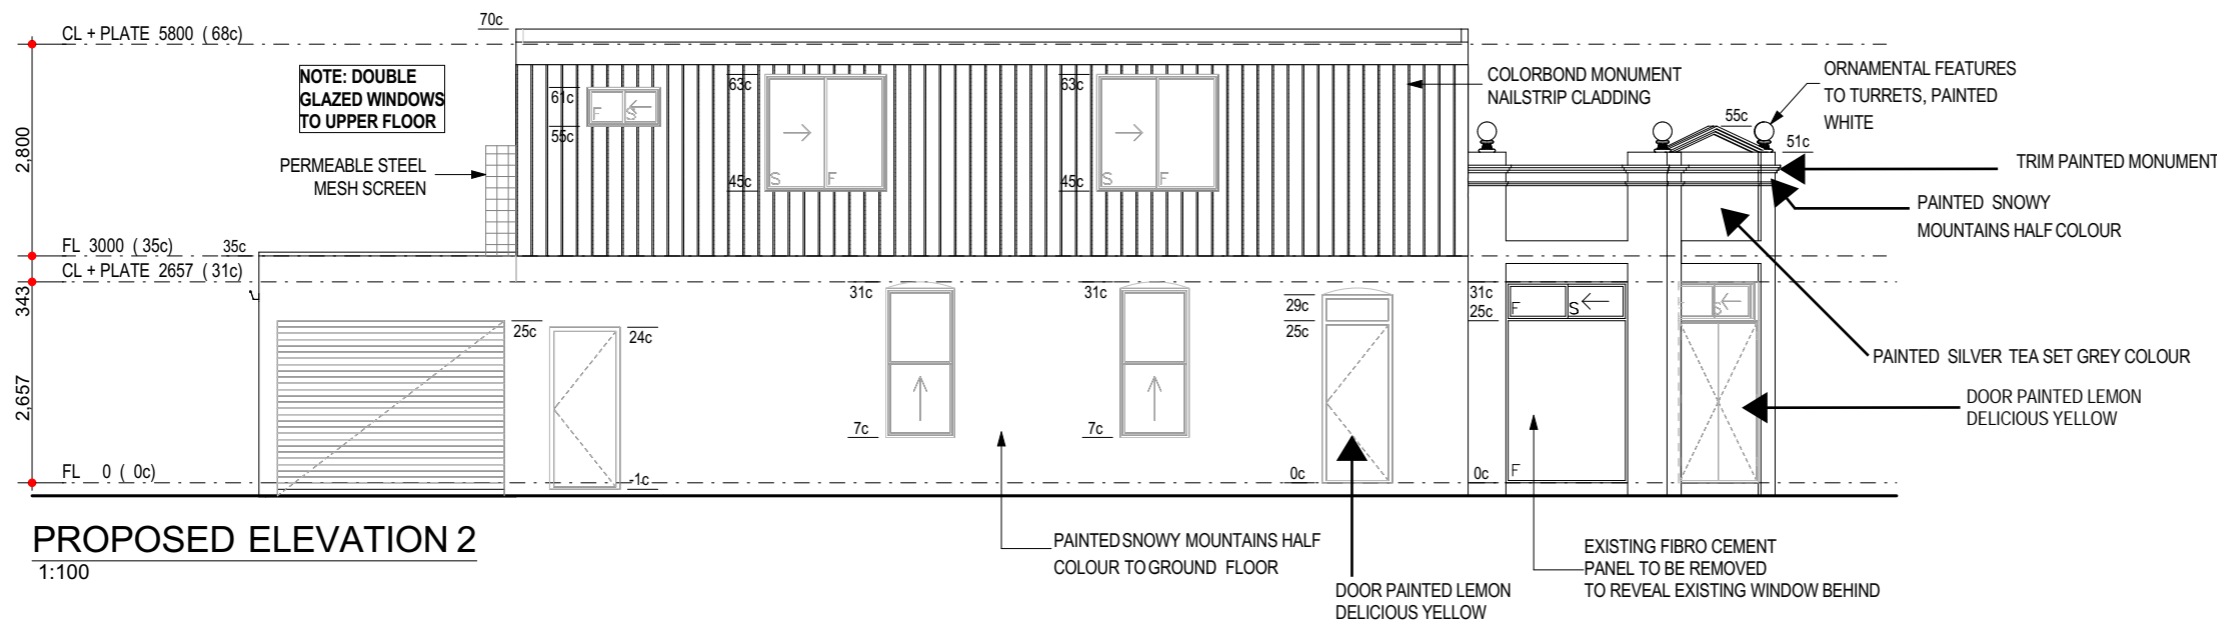 70c
CL + PLATE 5800 ( 68c)
NOTE: DOUBLE
GLAZED WINDOWS
TO UPPER FLOOR
61c
55c
63c
45c
S F
F S
63c
45c
S F
COLORBOND MONUMENT
NAILSTRIP CLADDING
ORNAMENTAL FEATURES
TO TURRETS, PAINTED
WHITE
55c
51c
2,800
PERMEABLE STEEL
MESH SCREEN
TRIM PAINTED MONUMENT
PAINTED SNOWY
MOUNTAINS HALF COLOUR
FL 3000 ( 35c)
35c
CL + PLATE 2657 ( 31c)
343
25c
24c
-1c
31c
7c
31c
7c
29c
25c
0c
31c
25c
F S
F
0c
F S
PAINTED SILVER TEA SET GREY COLOUR
DOOR PAINTED LEMON
DELICIOUS YELLOW
2,657
FL 0 ( 0c)
PROPOSED ELEVATION 2
1:100
PAINTED SNOWY MOUNTAINS HALF
COLOUR TO GROUND FLOOR
DOOR PAINTED LEMON
DELICIOUS YELLOW
EXISTING FIBRO CEMENT
PANEL TO BE REMOVED
TO REVEAL EXISTING WINDOW BEHIND